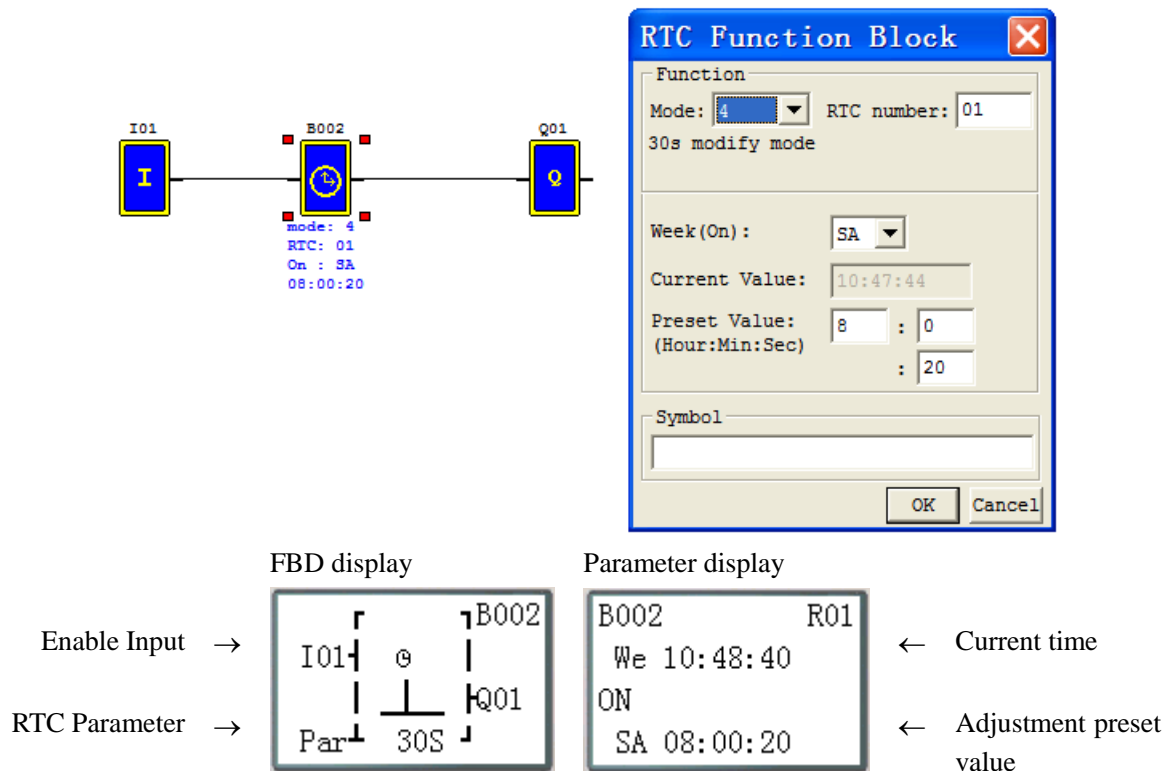 RTC Function Block
Function
Mode: 4 RTC number: 01
30s modify mode
Week(On): SA
Current Value: 10:47:44
Preset Value: 8 : 0
(Hour:Min:Sec)
: 20
Symbol
OK Cancel
I01 B002 Q01
I Q
mode: 4
RTC: 01
On : SA
08:00:20
FBD display
B002
I01
Q01
Par 30S
Enable Input →
RTC Parameter →
Parameter display
B002 R01
We 10:48:40
ON
SA 08:00:20
← Current time
← Adjustment preset
value